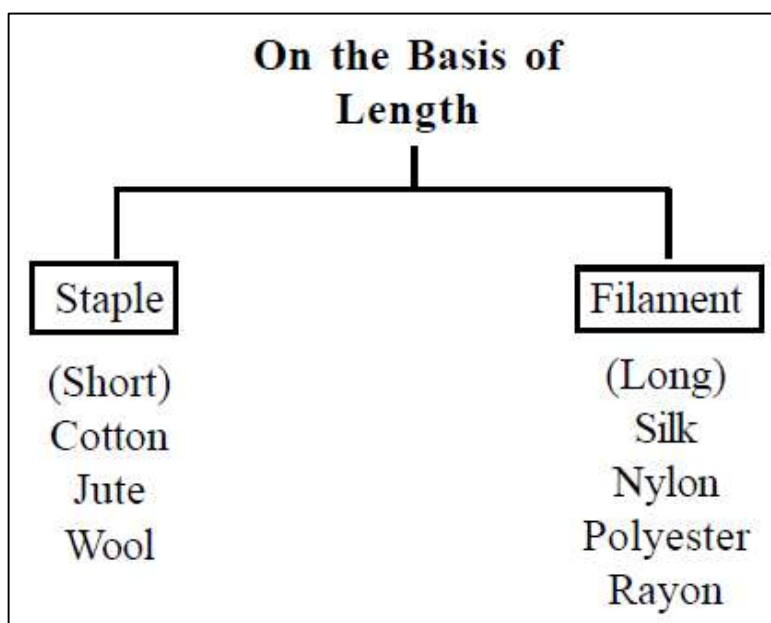 On the Basis of
Length
Staple
(Short)
Cotton
Jute
Wool
Filament
(Long)
Silk
Nylon
Polyester
Rayon